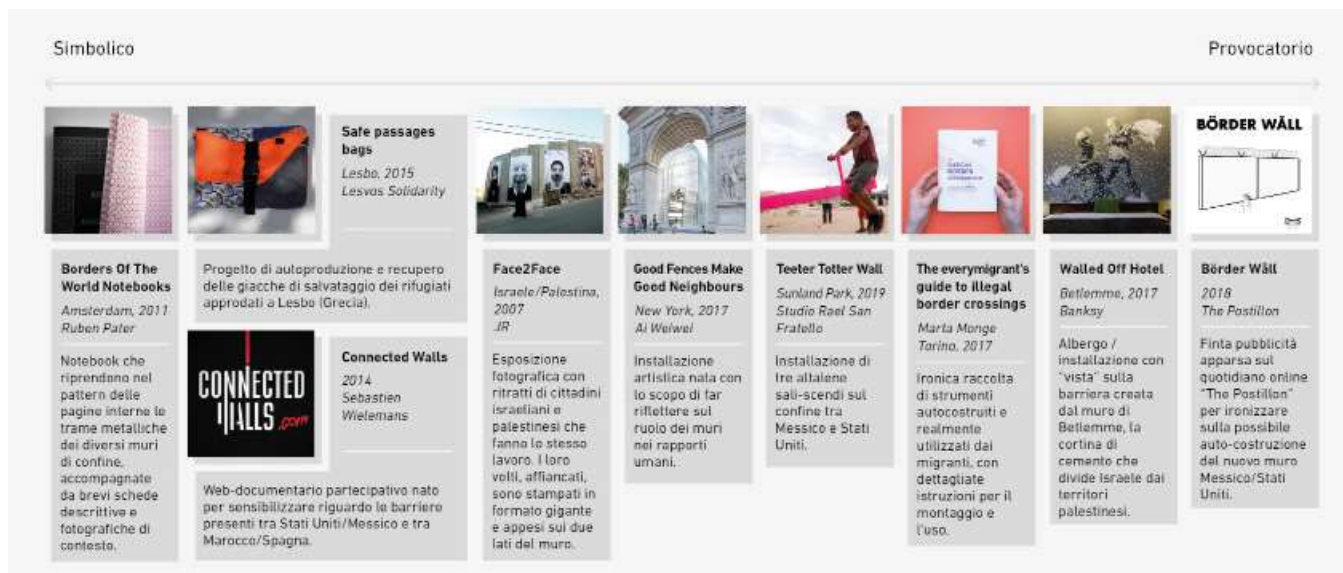 Simbolico
Provocatorio
Borders Of The
World Notebooks
Amsterdam, 2011
Ruben Pater
Notebook che
riprendono nel
pattern delle
pagine interne le
trame metalliche
dei diversi muri
di confine,
accompagnate
da brevi schede
descrittive e
fotografiche di
contesto.
Safe passages
bags
Lesbo, 2015
Lesvos Solidarity
Progetto di autoproduzione e recupero
delle giacche di salvataggio dei rifugiati
approdati a Lesbo (Grecia).
CONNECTED
WALLS.com
Connected Walls
2014
Sebastien
Wielemans
Web-documentario partecipativo nato
per sensibilizzare riguardo le barriere
presenti tra Stati Uniti/Messico e tra
Marocco/Spagna.
Face2Face
Israele/Palestina,
2007
JR
Esposizione
fotografica con
ritratti di cittadini
israeliani e
palestinesi che
fanno lo stesso
lavoro. I loro
volti, affiancati,
sono stampati in
formato gigante
e appesi sui due
lati del muro.
Good Fences Make
Good Neighbours
New York, 2017
Ai Weiwei
Installazione
artistica nata con
lo scopo di far
riflettere sul
ruolo dei muri
nei rapporti
umani.
Teeter Totter Wall
Sunland Park, 2019
Studio Rael San
Fratello
Installazione di
tre altalene
sali-scendi sul
confine tra
Messico e Stati
Uniti.
The everymigrant's
guide to illegal
border crossings
Marta Monge
Torino, 2017
Ironica raccolta
di strumenti
autocostruiti e
realmente
utilizzati dai
migranti, con
dettagliate
istruzioni per il
montaggio e
l'uso.
Walled Off Hotel
Betlemme, 2017
Banksy
Albergo /
installazione con
"vista" sulla
barriera creata
dal muro di
Betlemme, la
cortina di
cemento che
divide Israele dai
territori
palestinesi.
BÖRDER WÅLL
Börder Wåll
2018
The Postillon
Finta pubblicità
apparsa sul
quotidiano online
"The Postillon"
per ironizzare
sulla possibile
auto-costruzione
del nuovo muro
Messico/Stati
Uniti.